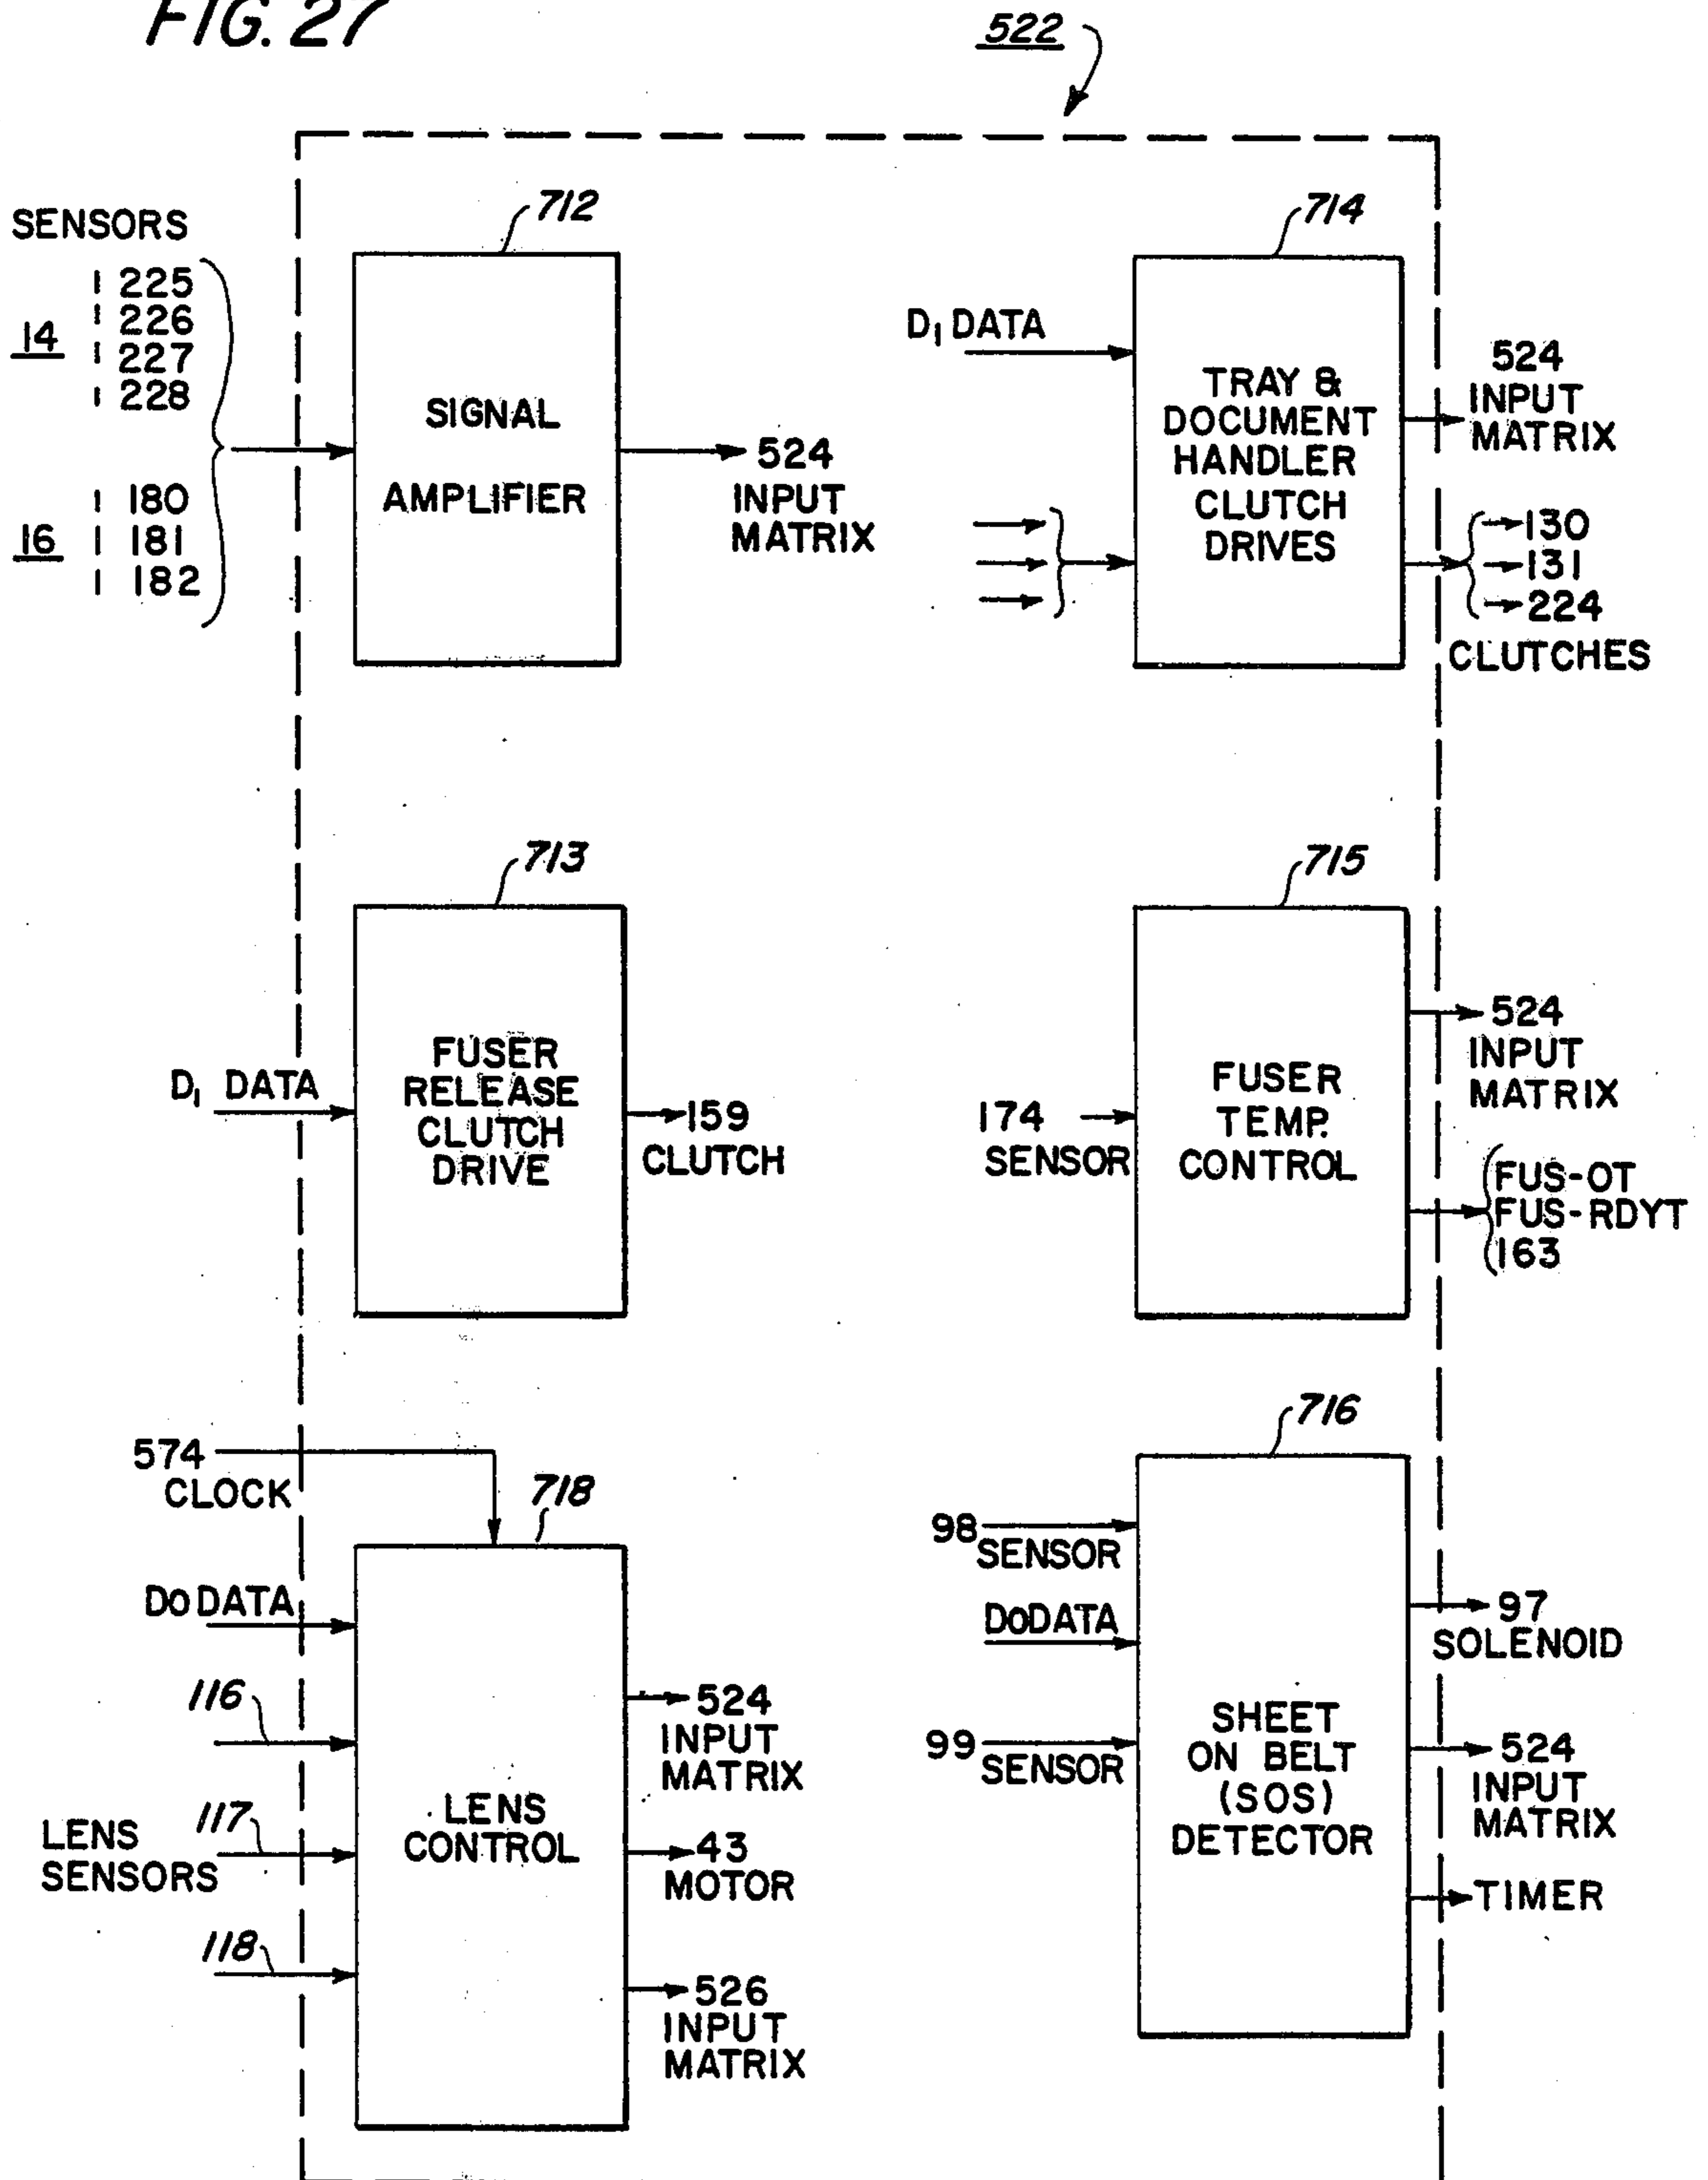 FIG. 27
522
SENSORS
14
225
226
227
228
16
180
181
182
712
SIGNAL
AMPLIFIER
524
INPUT
MATRIX
714
D1 DATA
TRAY &
DOCUMENT
HANDLER
CLUTCH
DRIVES
524
INPUT
MATRIX
130
131
224
CLUTCHES
713
D1 DATA
FUSER
RELEASE
CLUTCH
DRIVE
159
CLUTCH
715
174
SENSOR
FUSER
TEMP.
CONTROL
524
INPUT
MATRIX
FUS-OT
FUS-RDYT
163
574
CLOCK
718
DO DATA
116
LENS
SENSORS
117
118
LENS
CONTROL
524
INPUT
MATRIX
43
MOTOR
526
INPUT
MATRIX
716
98
SENSOR
DO DATA
99
SENSOR
SHEET
ON BELT
(SOS)
DETECTOR
97
SOLENOID
524
INPUT
MATRIX
TIMER